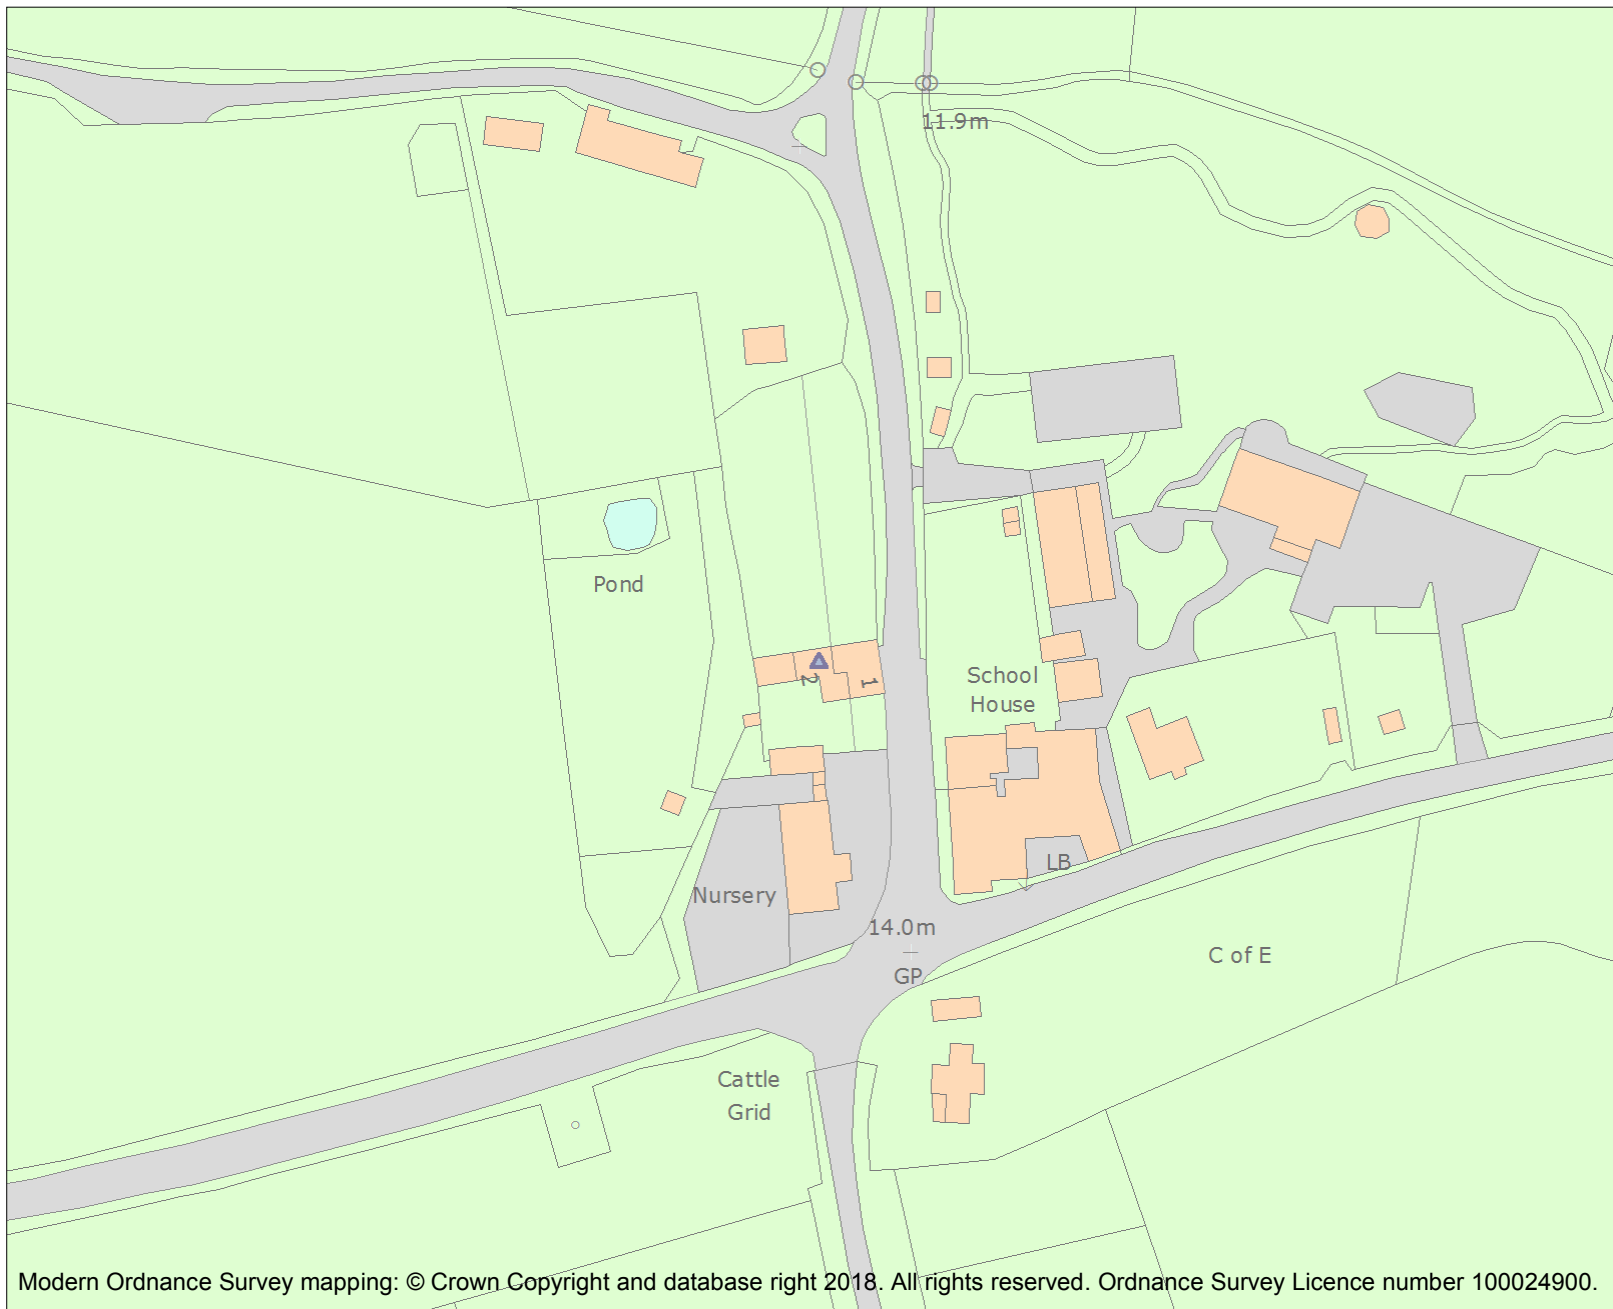 11.9m
Pond
2
1
School
House
LB
Nursery
14.0m
C of E
GP
Cattle
Grid
Modern Ordnance Survey mapping: © Crown Copyright and database right 2018. All rights reserved. Ordnance Survey Licence number 100024900.